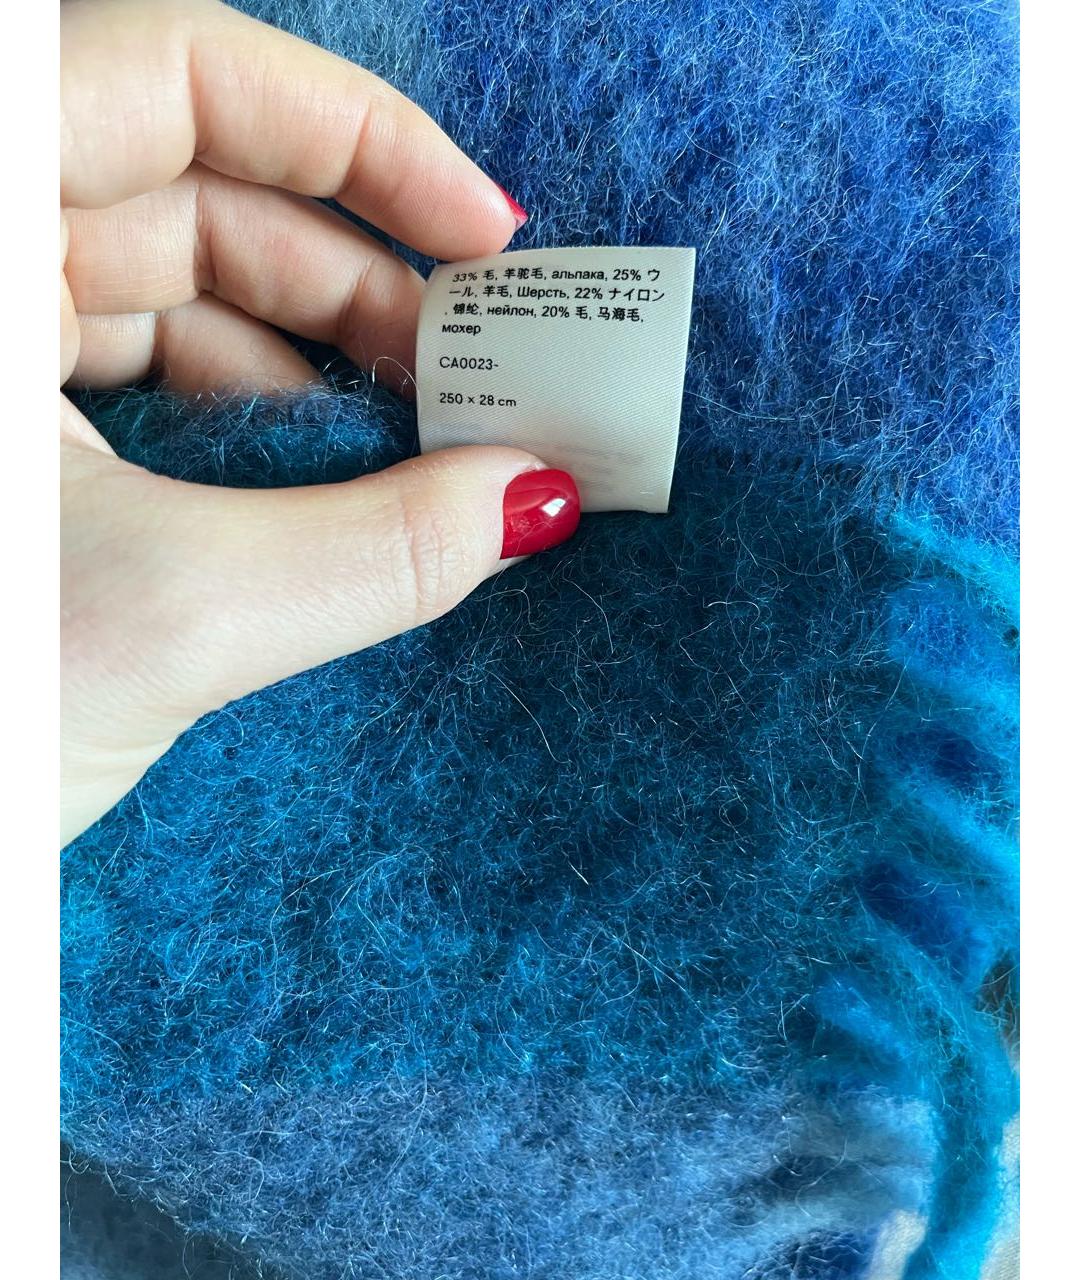 33% 毛, 羊驼毛, альпака, 25% ウ
ール, 羊毛, Шерсть, 22% ナイロン
, 锦纶, нейлон, 20% 毛, 马海毛,
мохер
CA0023-
250 × 28 cm